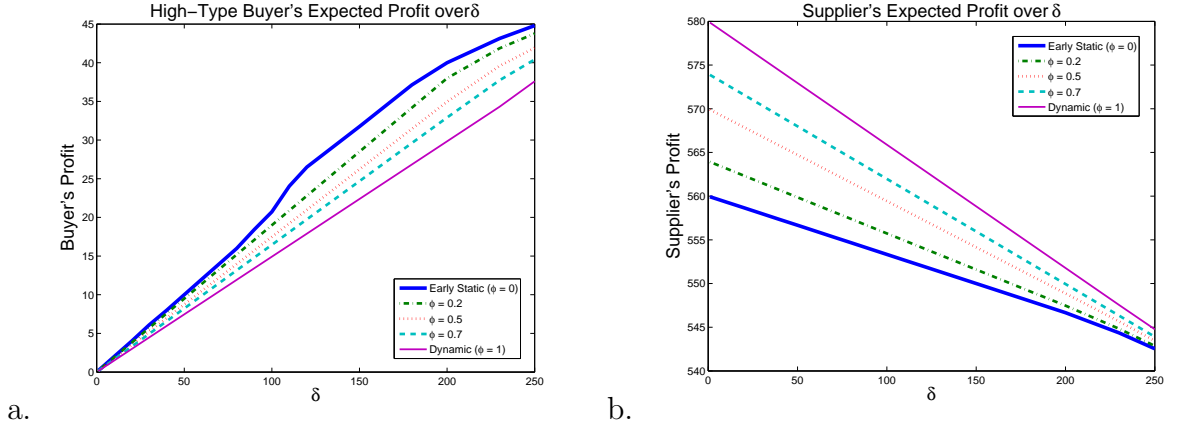 High-Type Buyer's Expected Profit over δ
Buyer's Profit
45
40
35
30
25
20
15
10
5
0
0 50 100 150 200 250
δ
Early Static (ϕ = 0)
ϕ = 0.2
ϕ = 0.5
ϕ = 0.7
Dynamic (ϕ = 1)
a.
Supplier's Expected Profit over δ
Supplier's Profit
580
575
570
565
560
555
550
545
540
0 50 100 150 200 250
δ
Early Static (ϕ = 0)
ϕ = 0.2
ϕ = 0.5
ϕ = 0.7
Dynamic (ϕ = 1)
b.